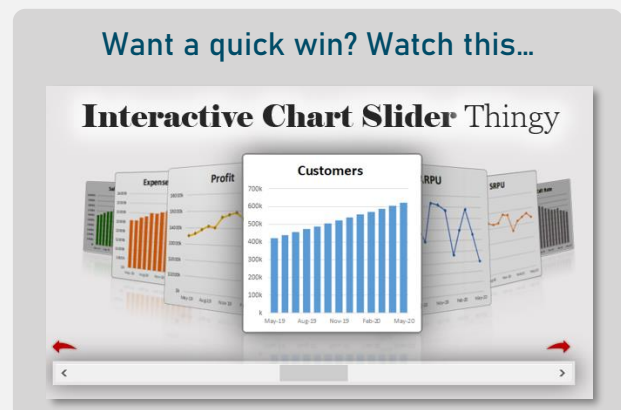 Want a quick win? Watch this...
Interactive Chart Slider Thingy
Expense
Profit
Customers
RPU
SRPU
700k
600k
500k
400k
300k
200k
100k
May-19 Aug-19 Nov-19 Feb-20 May-20